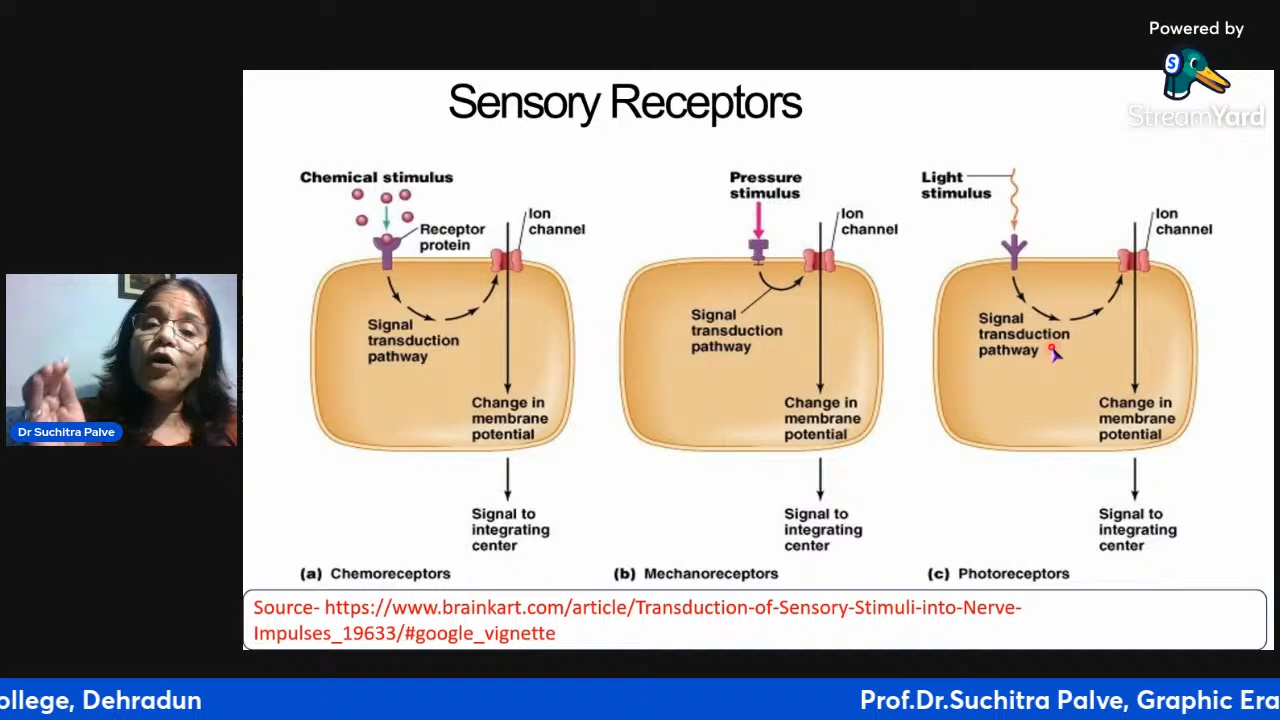 Powered by
S
StreamYard
Sensory Receptors
Chemical stimulus
Receptor
protein
Ion
channel
Signal
transduction
pathway
Change in
membrane
potential
Signal to
integrating
center
(a) Chemoreceptors
Pressure
stimulus
Ion
channel
Signal
transduction
pathway
Change in
membrane
potential
Signal to
integrating
center
(b) Mechanoreceptors
Light
stimulus
Ion
channel
Signal
transduction
pathway
Change in
membrane
potential
Signal to
integrating
center
(c) Photoreceptors
Dr Suchitra Palve
Source- https://www.brainkart.com/article/Transduction-of-Sensory-Stimuli-into-Nerve-
Impulses_19633/#google_vignette
ollege, Dehradun
Prof.Dr.Suchitra Palve, Graphic Era